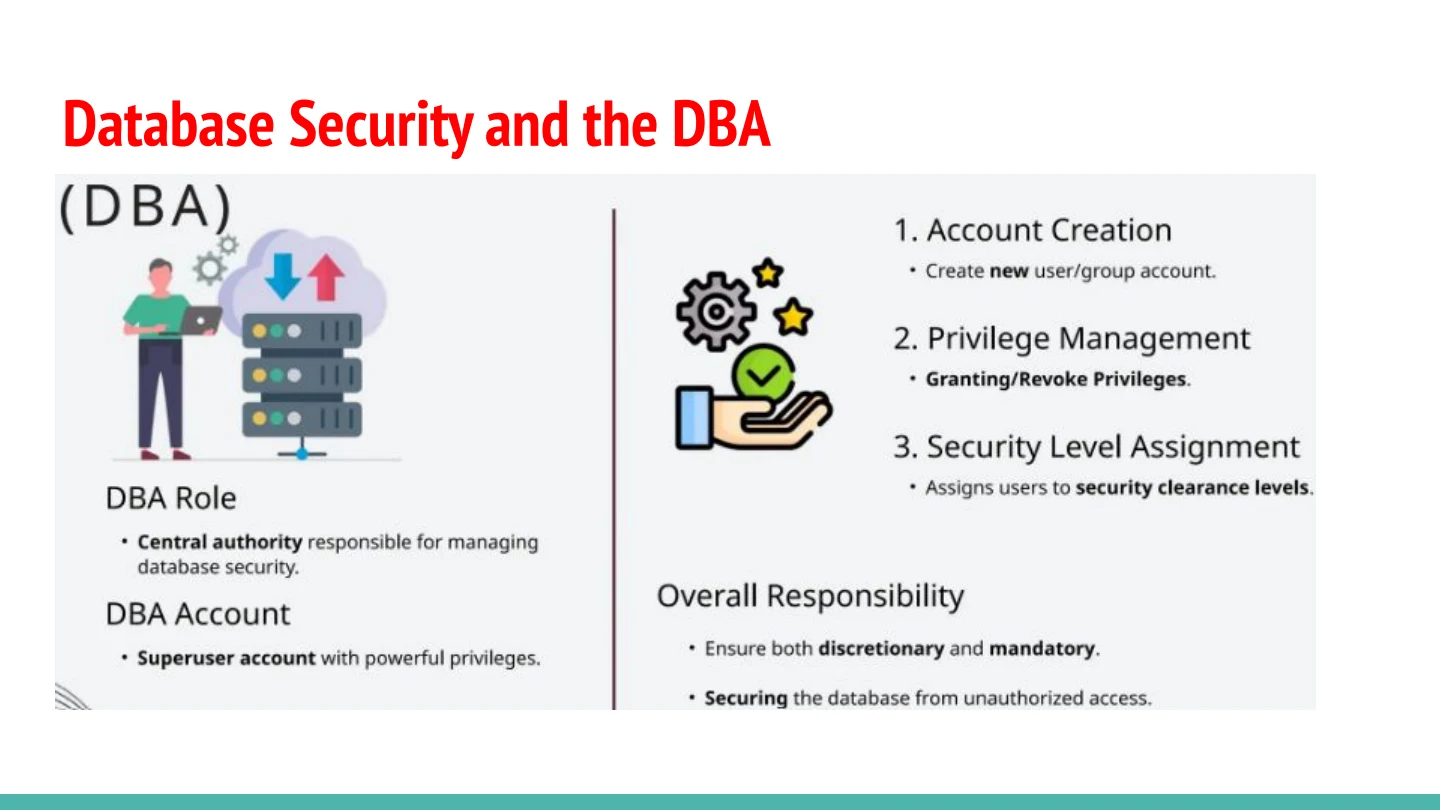 Database Security and the DBA
(DBA)
DBA Role
• Central authority responsible for managing
database security.
DBA Account
• Superuser account with powerful privileges.
1. Account Creation
• Create new user/group account.
2. Privilege Management
• Granting/Revoke Privileges.
3. Security Level Assignment
• Assigns users to security clearance levels.
Overall Responsibility
• Ensure both discretionary and mandatory.
• Securing the database from unauthorized access.